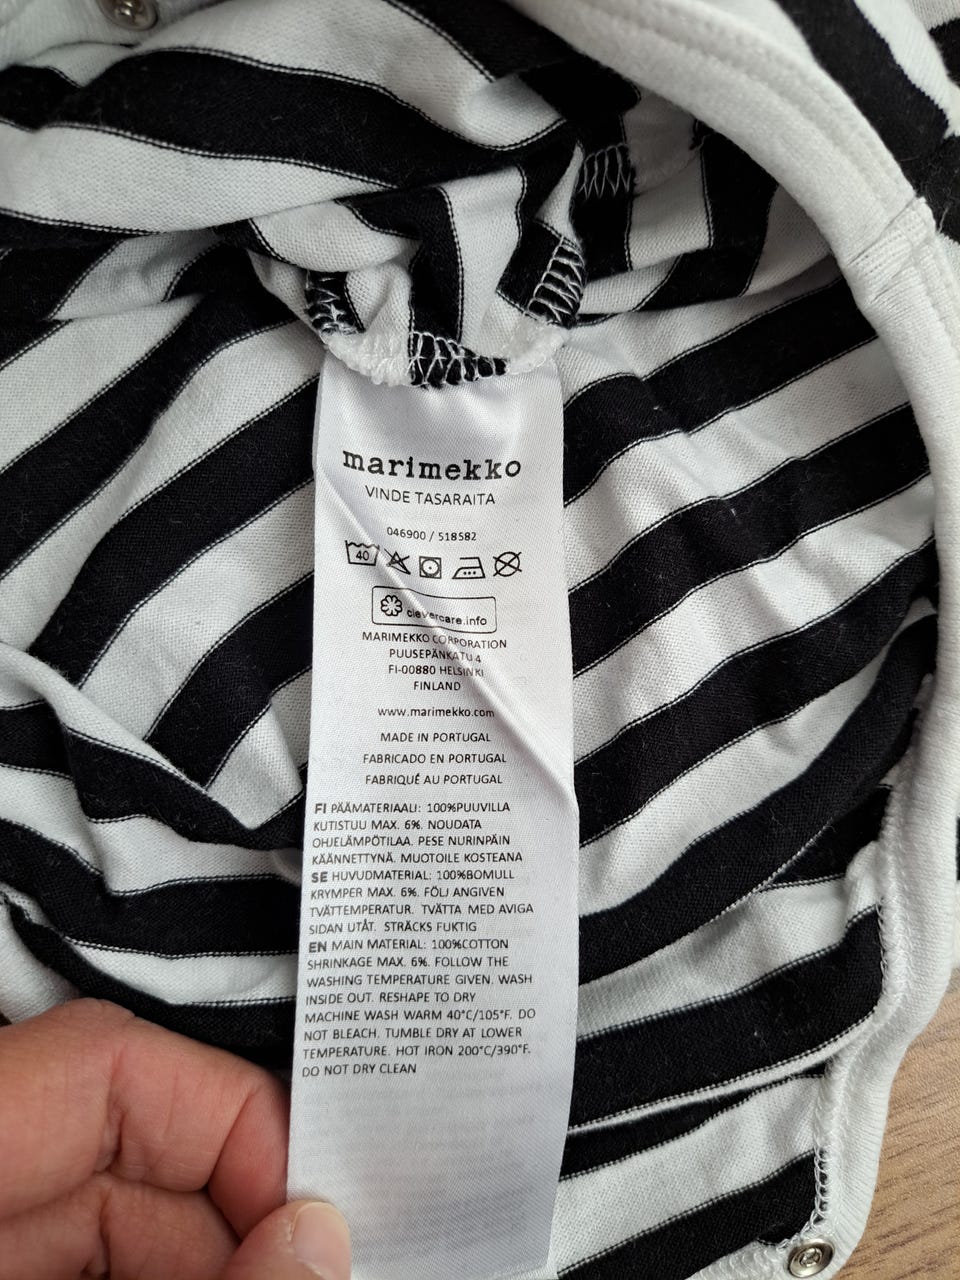 marimekko
VINDE TASARAITA
046900 / 518582
40
clevercare.info
MARIMEKKO CORPORATION
PUUSEPÄNKATU 4
FI-00880 HELSINKI
FINLAND
www.marimekko.com
MADE IN PORTUGAL
FABRICADO EN PORTUGAL
FABRIQUÉ AU PORTUGAL
FI PÄÄMATERIAALI: 100%PUUVILLA
KUTISTUU MAX. 6%. NOUDATA
OHJELÄMPÖTILAA. PESE NURINPÄIN
KÄÄNNETTYNÄ. MUOTOILE KOSTEANA
SE HUVUDMATERIAL: 100%BOMULL
KRYMPER MAX. 6%. FÖLJ ANGIVEN
TVÄTTEMPERATUR. TVÄTTA MED AVIGA
SIDAN UTÅT. STRÄCKS FUKTIG
EN MAIN MATERIAL: 100%COTTON
SHRINKAGE MAX. 6%. FOLLOW THE
WASHING TEMPERATURE GIVEN. WASH
INSIDE OUT. RESHAPE TO DRY
MACHINE WASH WARM 40°C/105°F. DO
NOT BLEACH. TUMBLE DRY AT LOWER
TEMPERATURE. HOT IRON 200°C/390°F.
DO NOT DRY CLEAN